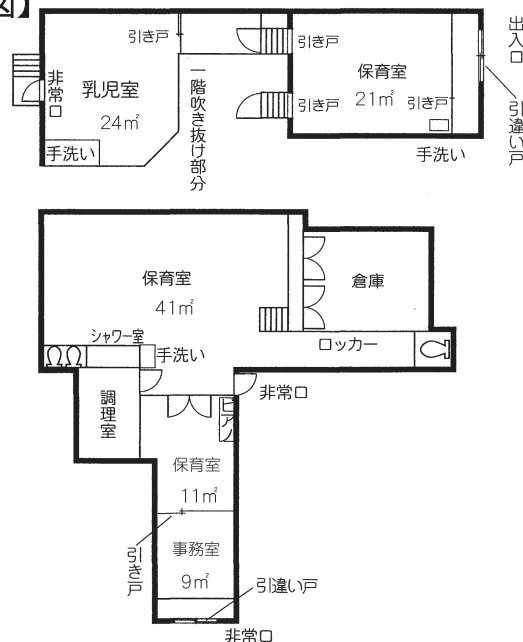 図】
引き戸
引き戸
出入口
非常口
乳児室
24㎡
保育室
21㎡
引き戸
引き戸
一階吹き抜け部分
引違い戸
手洗い
手洗い
保育室
41㎡
倉庫
シャワー室
手洗い
ロッカー
調理室
非常口
ピアノ
保育室
11㎡
引き戸
事務室
9㎡
引違い戸
非常口